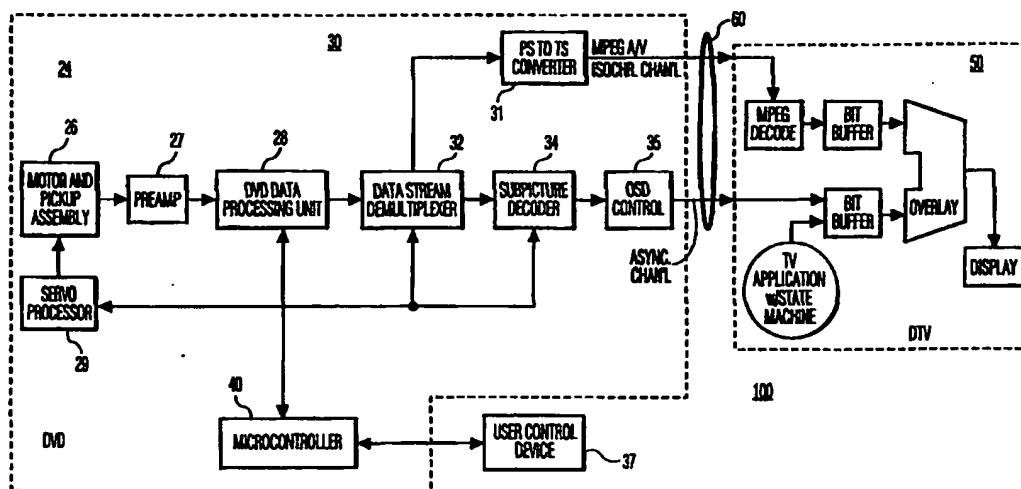 24
30
60
50
100
26
MOTOR AND
PICKUP ASSEMBLY
27
PREAMP
28
DVD DATA
PROCESSING UNIT
PS TO TS
CONVERTER
31
MPEG A/V
ISOCHR. CHAN'L
32
DATA STREAM
DEMULTIPLEXER
34
SUBPICTURE
DECODER
35
OSD
CONTROL
ASYNC.
CHAN'L
SERVO
PROCESSOR
29
40
MICROCONTROLLER
DVD
USER CONTROL
DEVICE
37
MPEG
DECODE
BIT
BUFFER
BIT
BUFFER
OVERLAY
TV
APPLICATION
W/STATE
MACHINE
DISPLAY
DTV